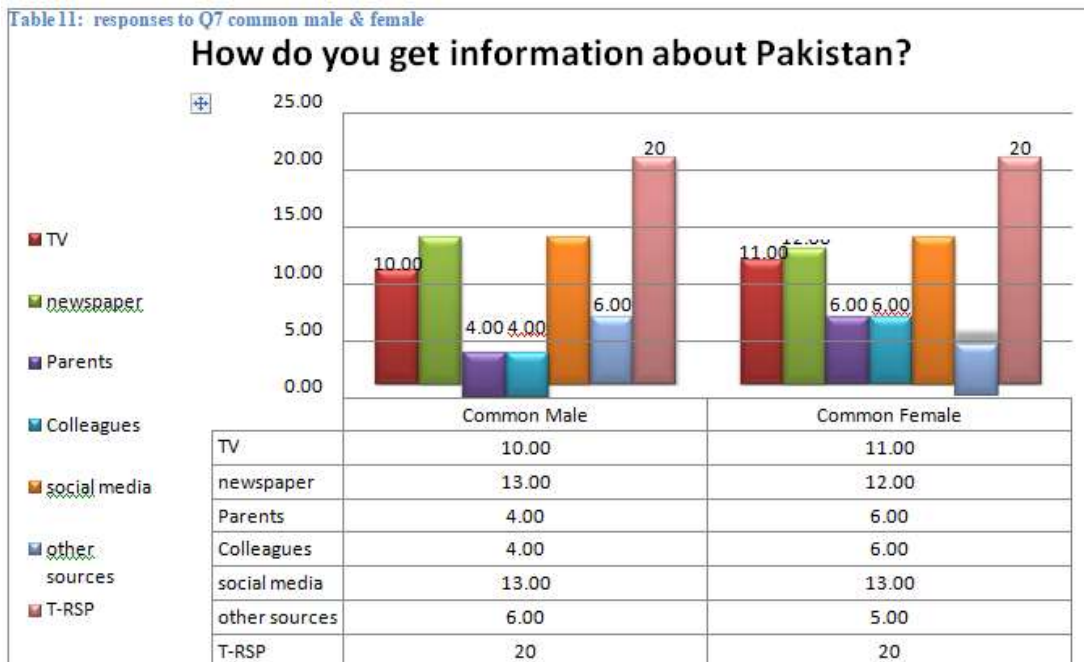 Table 11: responses to Q7 common male & female
How do you get information about Pakistan?
25.00
20.00
15.00
10.00
5.00
0.00
20
20
10.00
11.00
12.00
4.00
4.00
6.00
6.00
6.00
TV
newspaper
Parents
Colleagues
social media
other
sources
T-RSP
Common Male
Common Female
TV
10.00
11.00
newspaper
13.00
12.00
Parents
4.00
6.00
Colleagues
4.00
6.00
social media
13.00
13.00
other sources
6.00
5.00
T-RSP
20
20